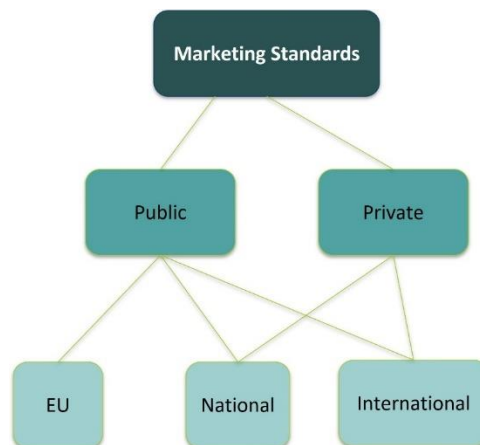 Marketing Standards
Public
Private
EU
National
International